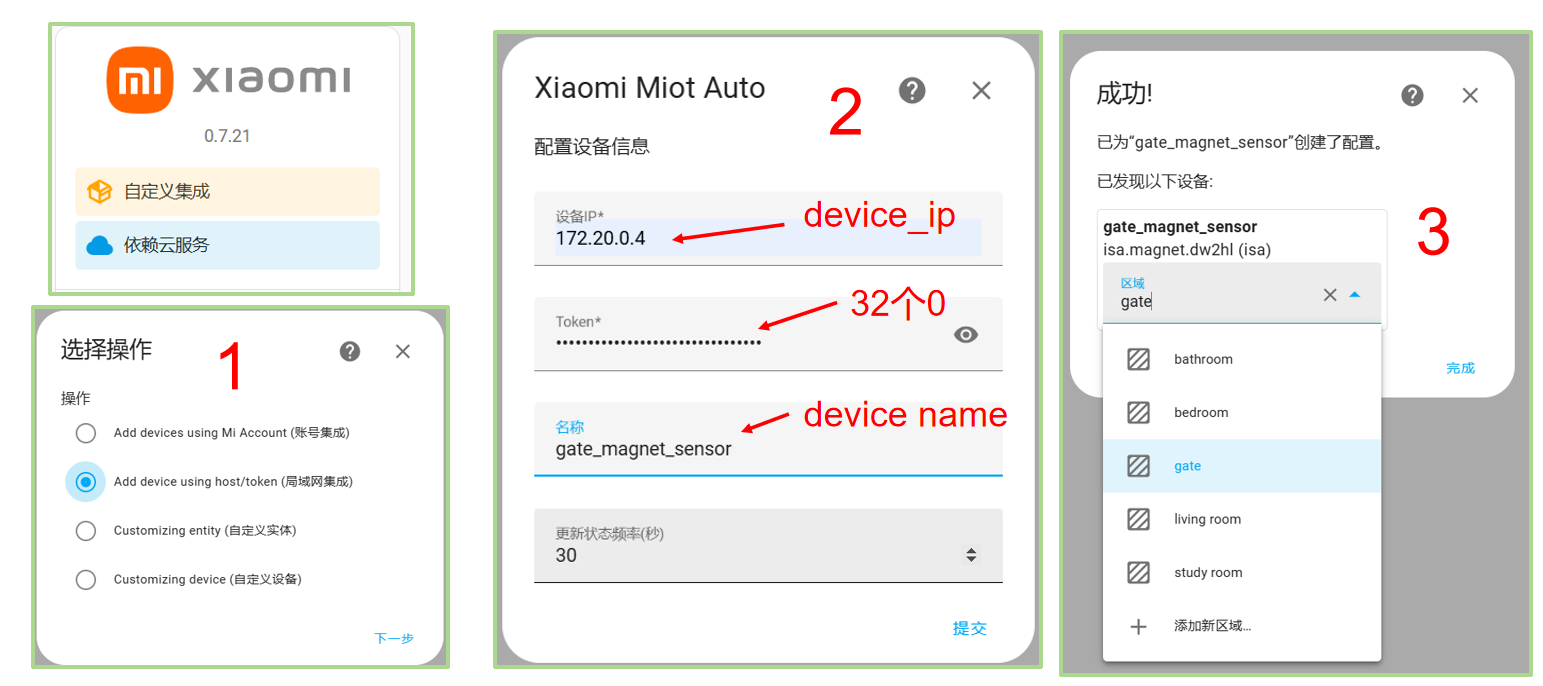 xiaomi
0.7.21
自定义集成
依赖云服务
选择操作
1
操作
Add devices using Mi Account (账号集成)
Add device using host/token (局域网集成)
Customizing entity (自定义实体)
Customizing device (自定义设备)
下一步
Xiaomi Miot Auto
2
配置设备信息
设备IP*
172.20.0.4
device_ip
Token*
••••••••••••••••••••••••••••••••
32个0
名称
gate_magnet_sensor
device name
更新状态频率(秒)
30
提交
成功!
已为“gate_magnet_sensor”创建了配置。
已发现以下设备:
3
gate_magnet_sensor
isa.magnet.dw2hl (isa)
区域
gate
bathroom
bedroom
gate
living room
study room
添加新区域...
完成